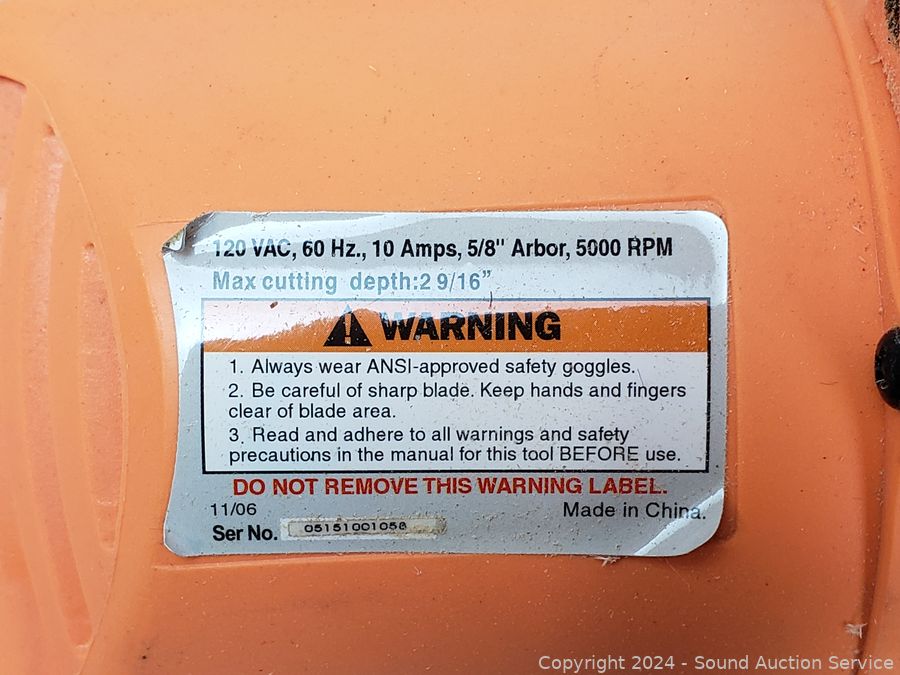 120 VAC, 60 Hz., 10 Amps, 5/8" Arbor, 5000 RPM
Max cutting depth:2 9/16"
WARNING
1. Always wear ANSI-approved safety goggles.
2. Be careful of sharp blade. Keep hands and fingers
clear of blade area.
3. Read and adhere to all warnings and safety
precautions in the manual for this tool BEFORE use.
DO NOT REMOVE THIS WARNING LABEL.
11/06 Made in China.
Ser No. 05151001058
Copyright 2024 - Sound Auction Service